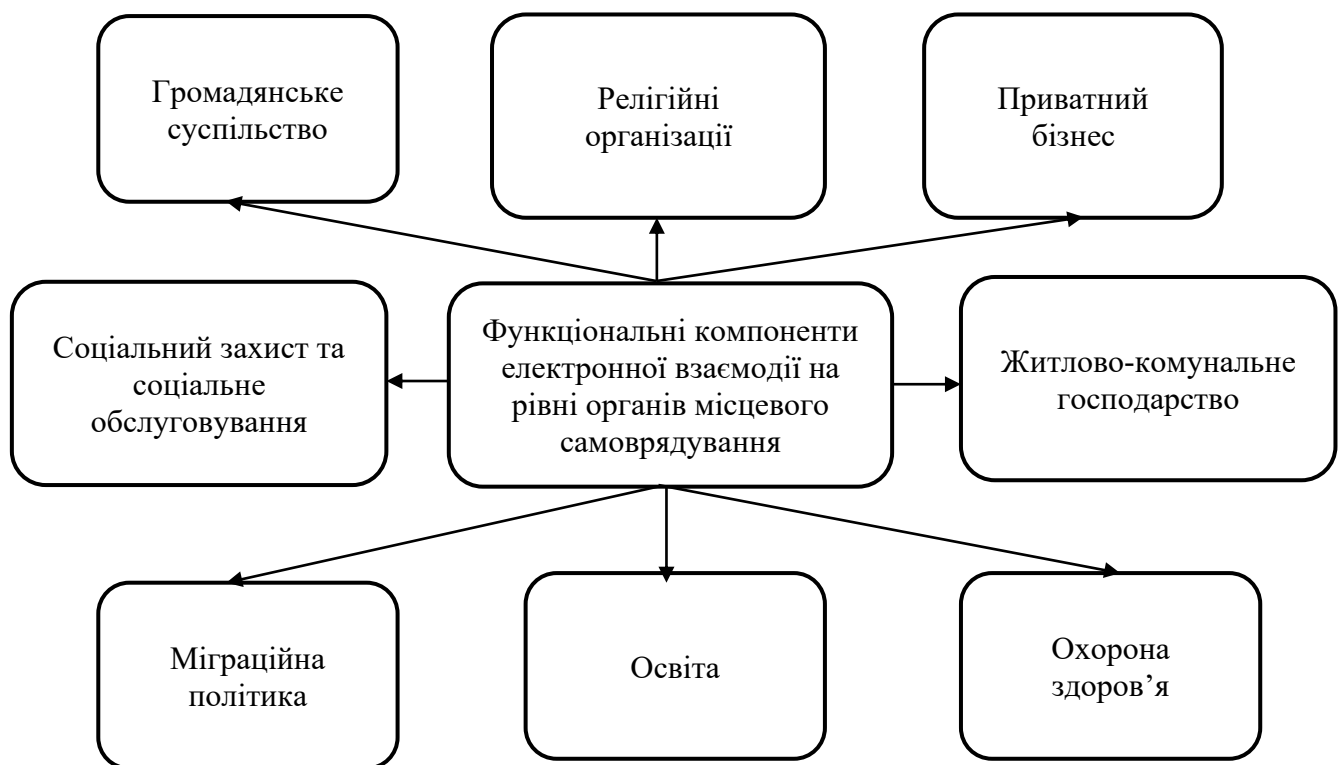 Громадянське
суспільство
Релігійні
організації
Приватний
бізнес
Соціальний захист та
соціальне
обслуговування
Функціональні компоненти
електронної взаємодії на
рівні органів місцевого
самоврядування
Житлово-комунальне
господарство
Міграційна
політика
Освіта
Охорона
здоров’я